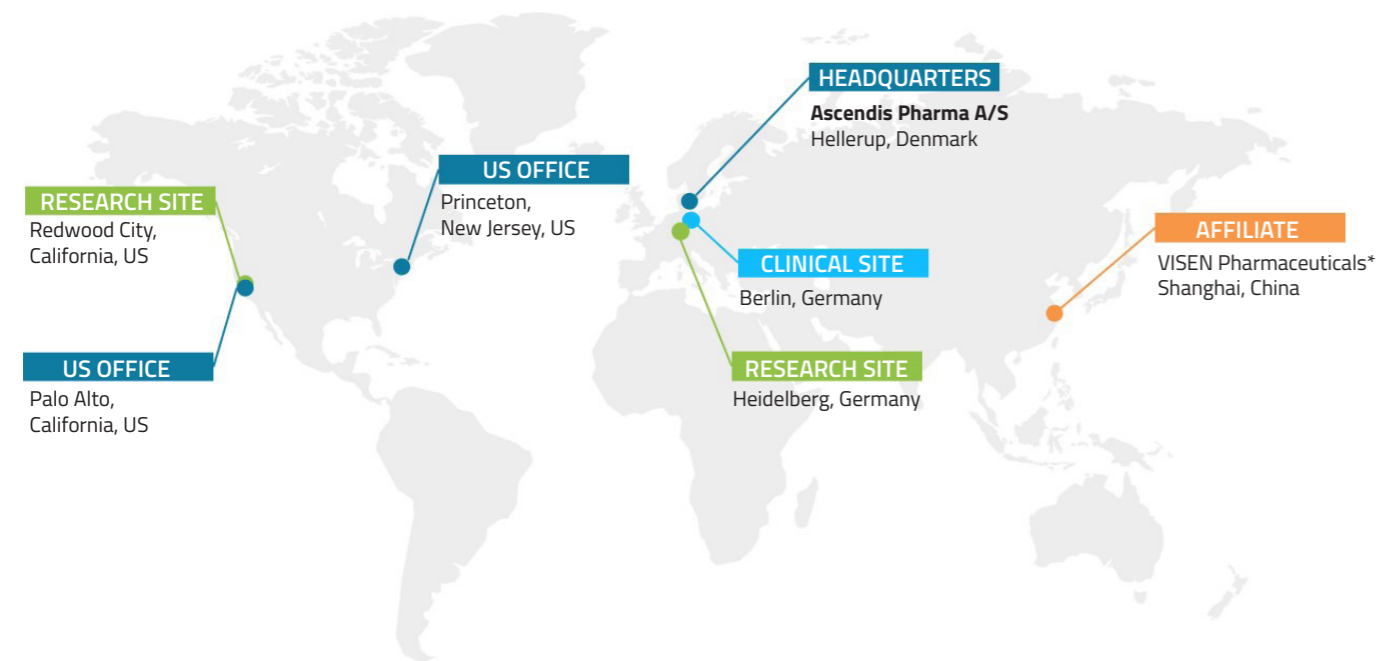 HEADQUARTERS
Ascendis Pharma A/S
Hellerup, Denmark
US OFFICE
Princeton,
New Jersey, US
RESEARCH SITE
Redwood City,
California, US
AFFILIATE
VISEN Pharmaceuticals*
Shanghai, China
CLINICAL SITE
Berlin, Germany
US OFFICE
Palo Alto,
California, US
RESEARCH SITE
Heidelberg, Germany